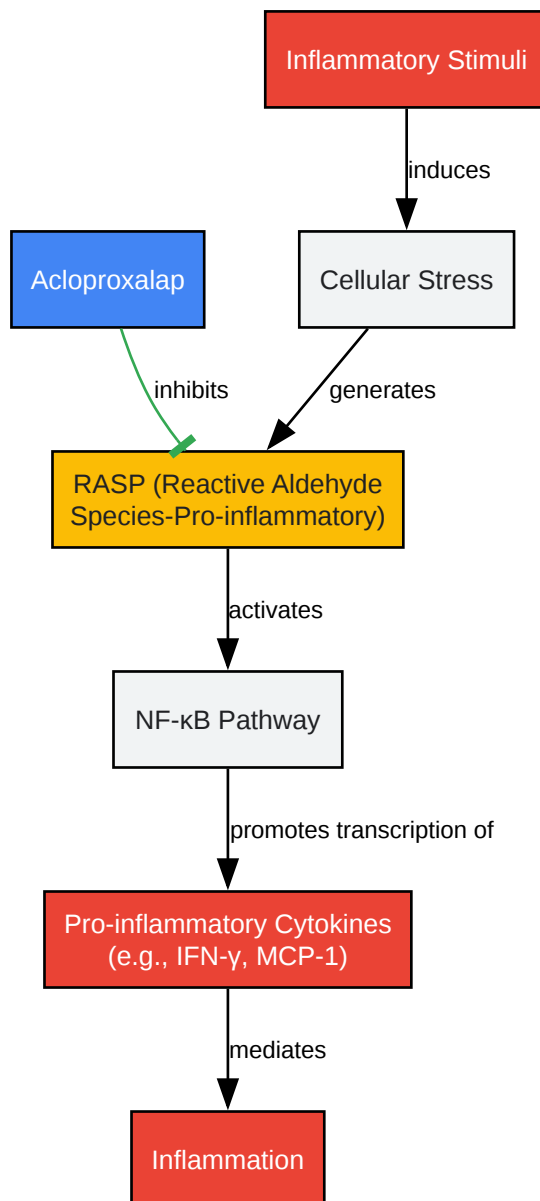 Inflammatory Stimuli
induces
Acloproxalap
Cellular Stress
inhibits
generates
RASP (Reactive Aldehyde
Species-Pro-inflammatory)
activates
NF-κB Pathway
promotes transcription of
Pro-inflammatory Cytokines
(e.g., IFN-γ, MCP-1)
mediates
Inflammation